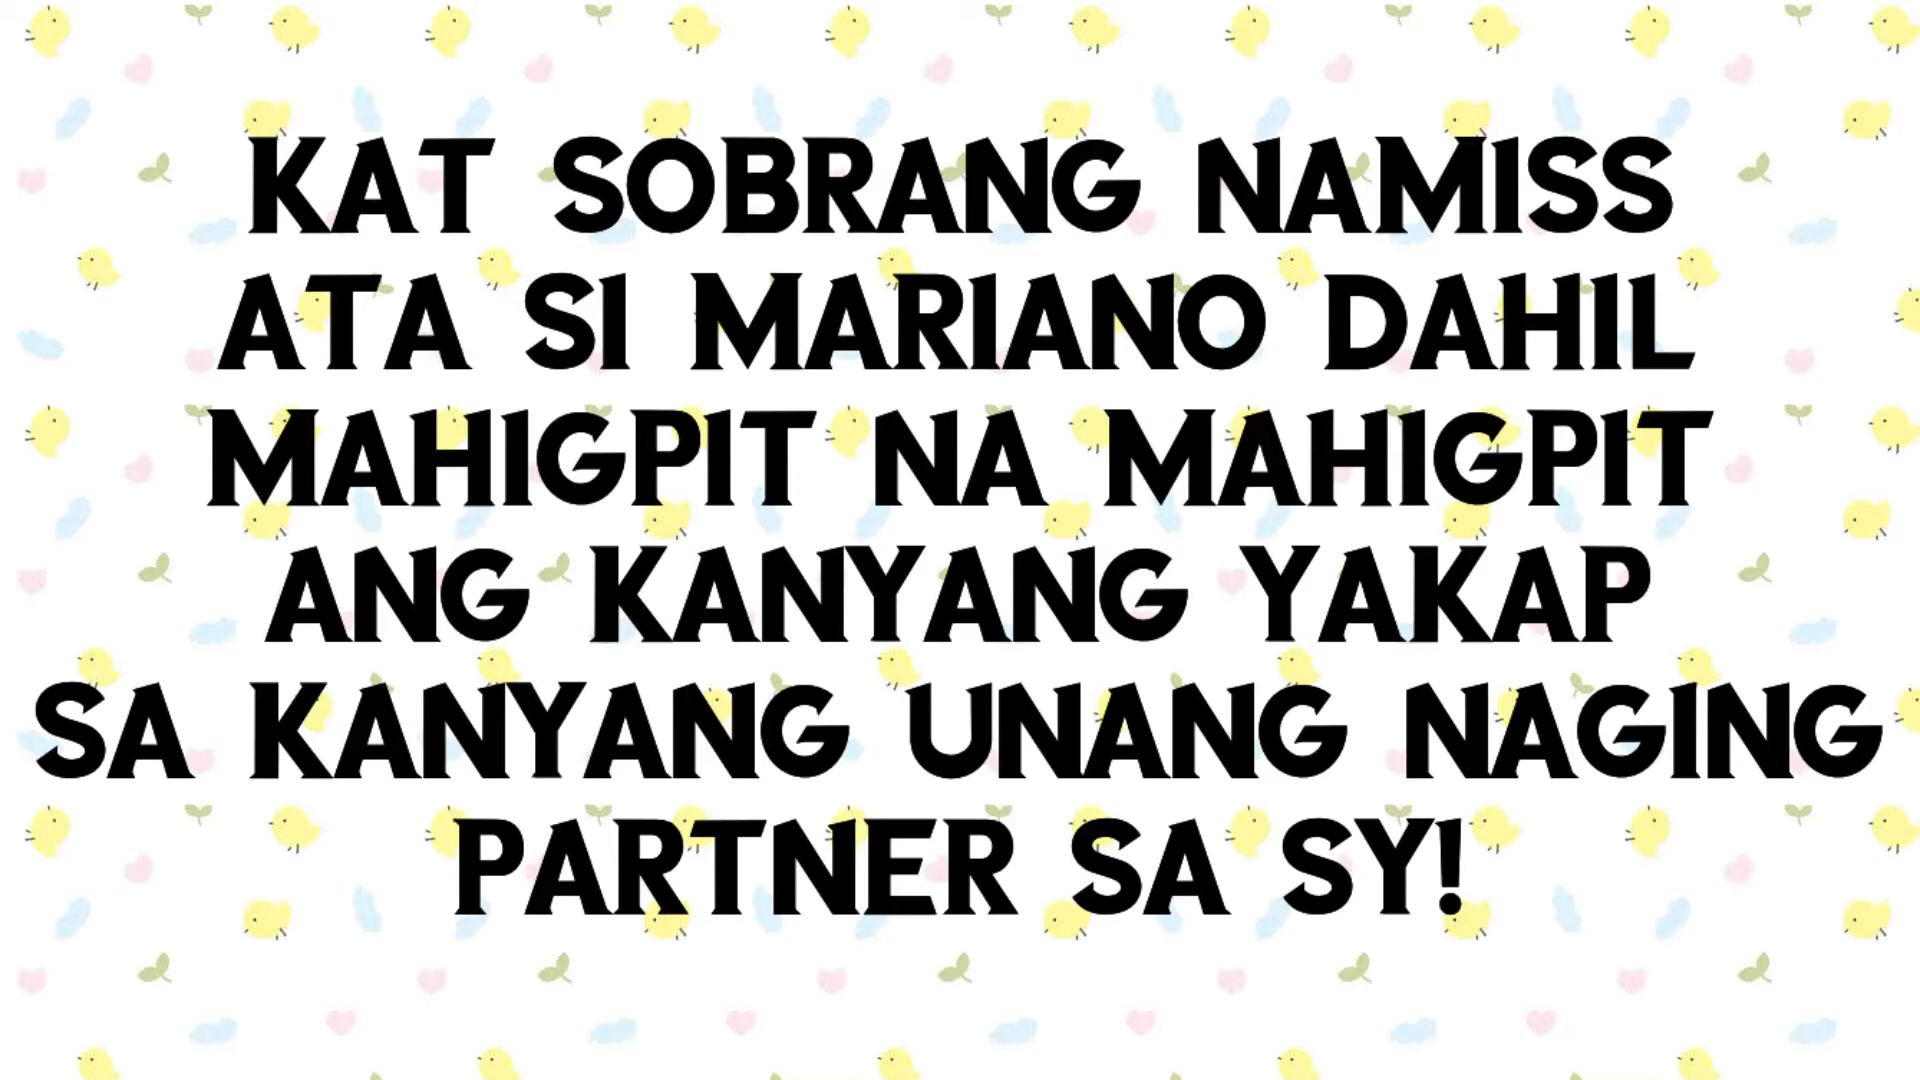 KAT SOBRANG NAMISS
ATA SI MARIANO DAHIL
MAHIGPIT NA MAHIGPIT
ANG KANYANG YAKAP
SA KANYANG UNANG NAGING
PARTNER SA SY!